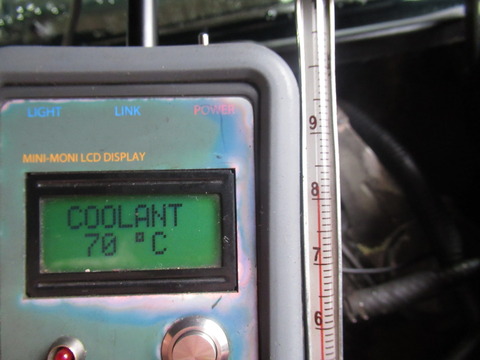 LIGHT LINK POWER
MINI-MONI LCD DISPLAY
COOLANT
70 °C
9
8
7
6